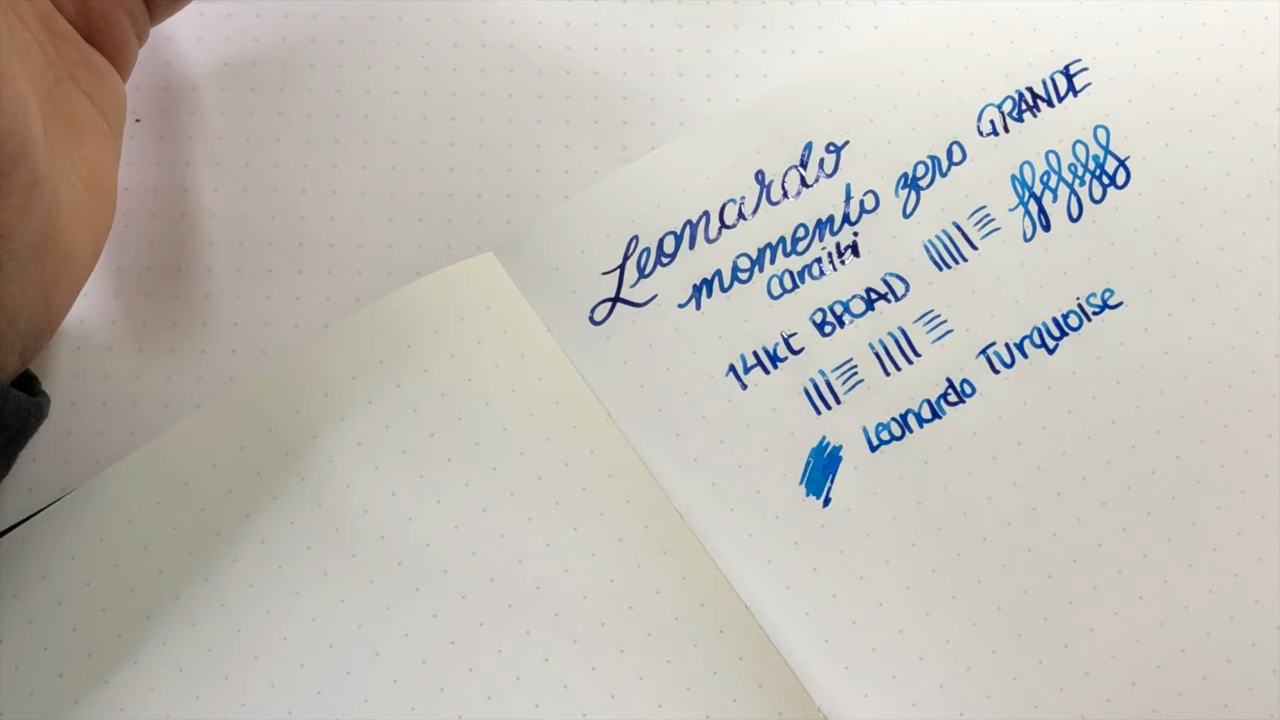 Leonardo
momento zero GRANDE
caraibi
14kt BROAD
Leonardo Turquoise